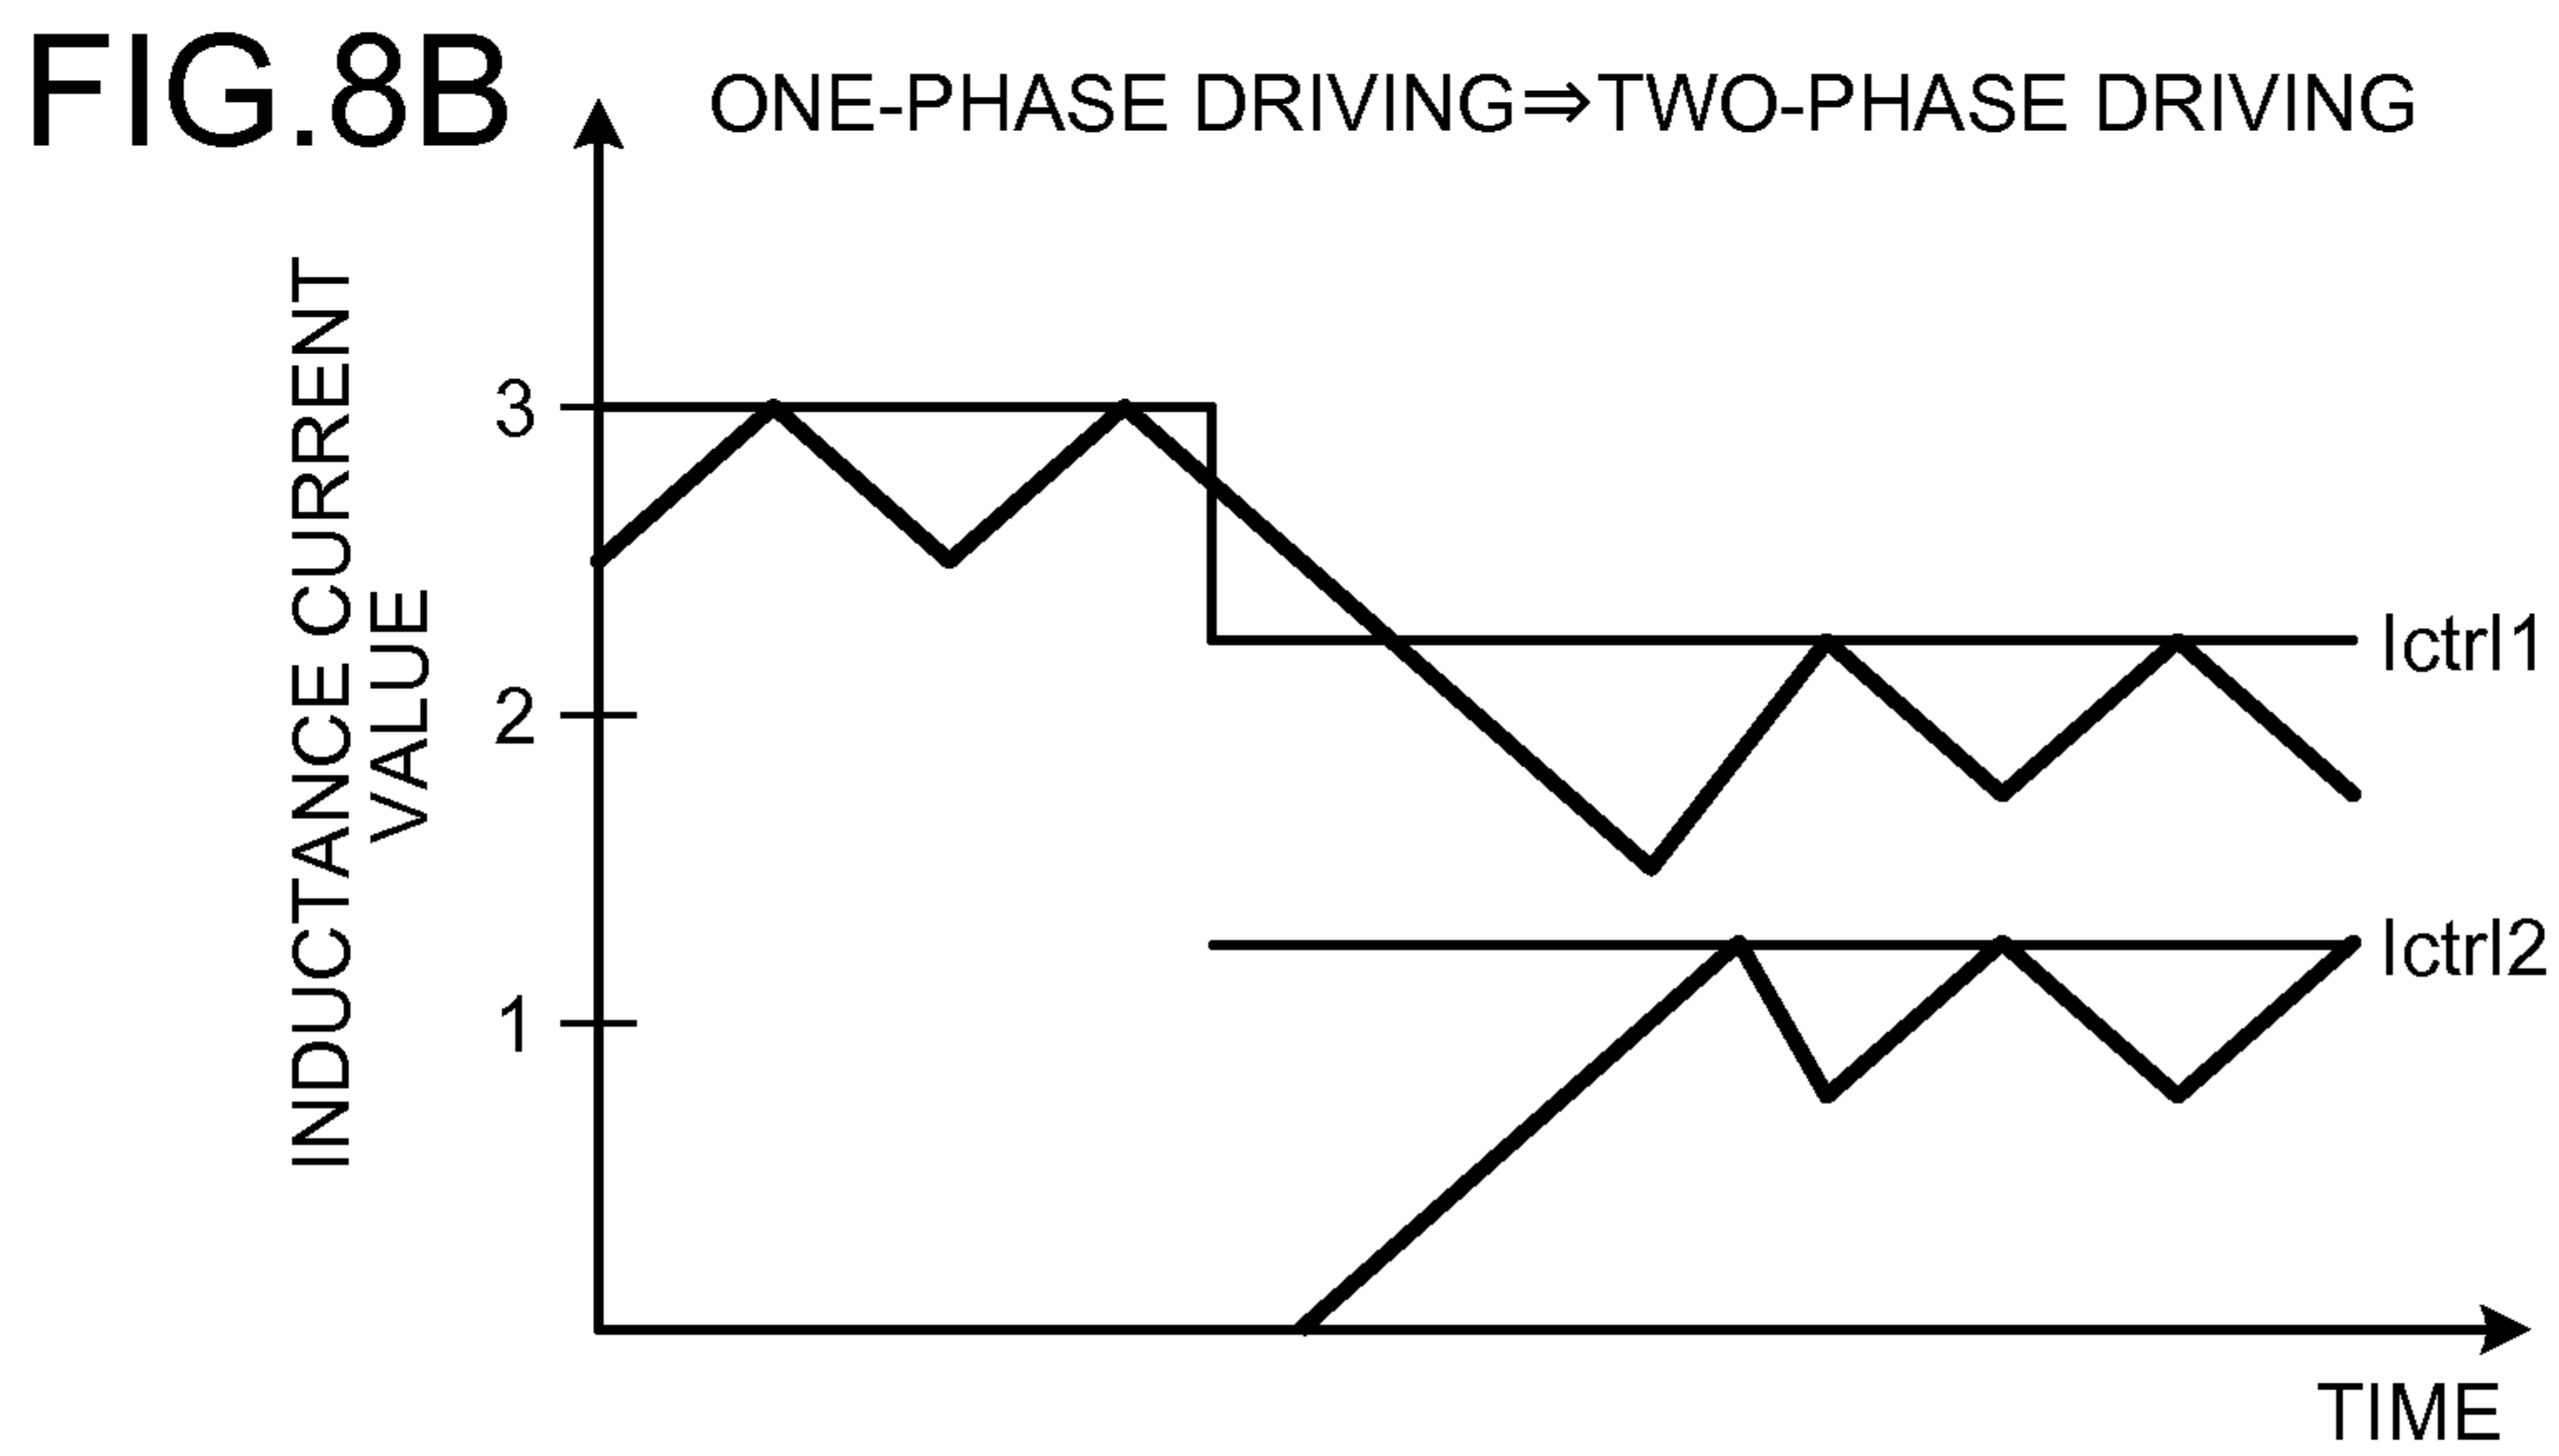 FIG.8B
ONE-PHASE DRIVING⇒TWO-PHASE DRIVING
INDUCTANCE CURRENT
VALUE
3
2
1
Ictrl1
Ictrl2
TIME